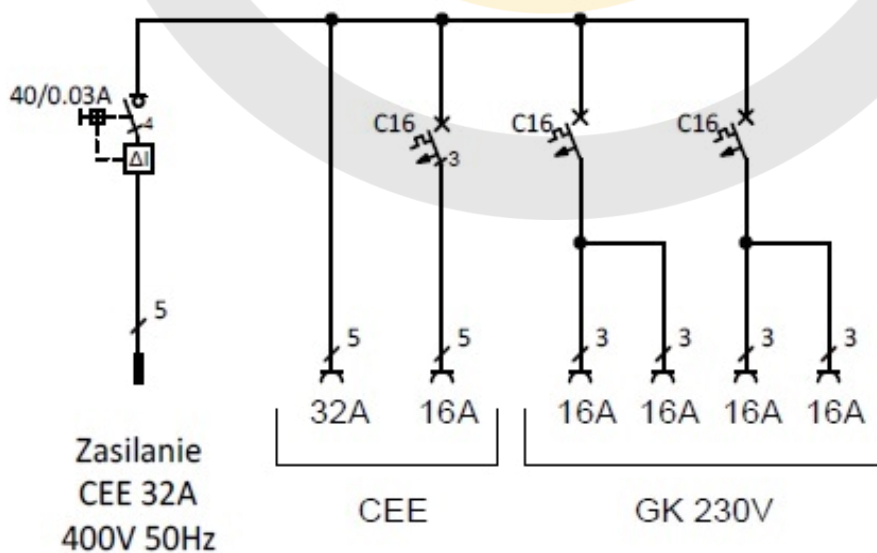 40/0.03A
4
ΔI
5
C16
3
C16
C16
5
5
3
3
3
3
32A
16A
16A
16A
16A
16A
Zasilanie
CEE 32A
400V 50Hz
CEE
GK 230V